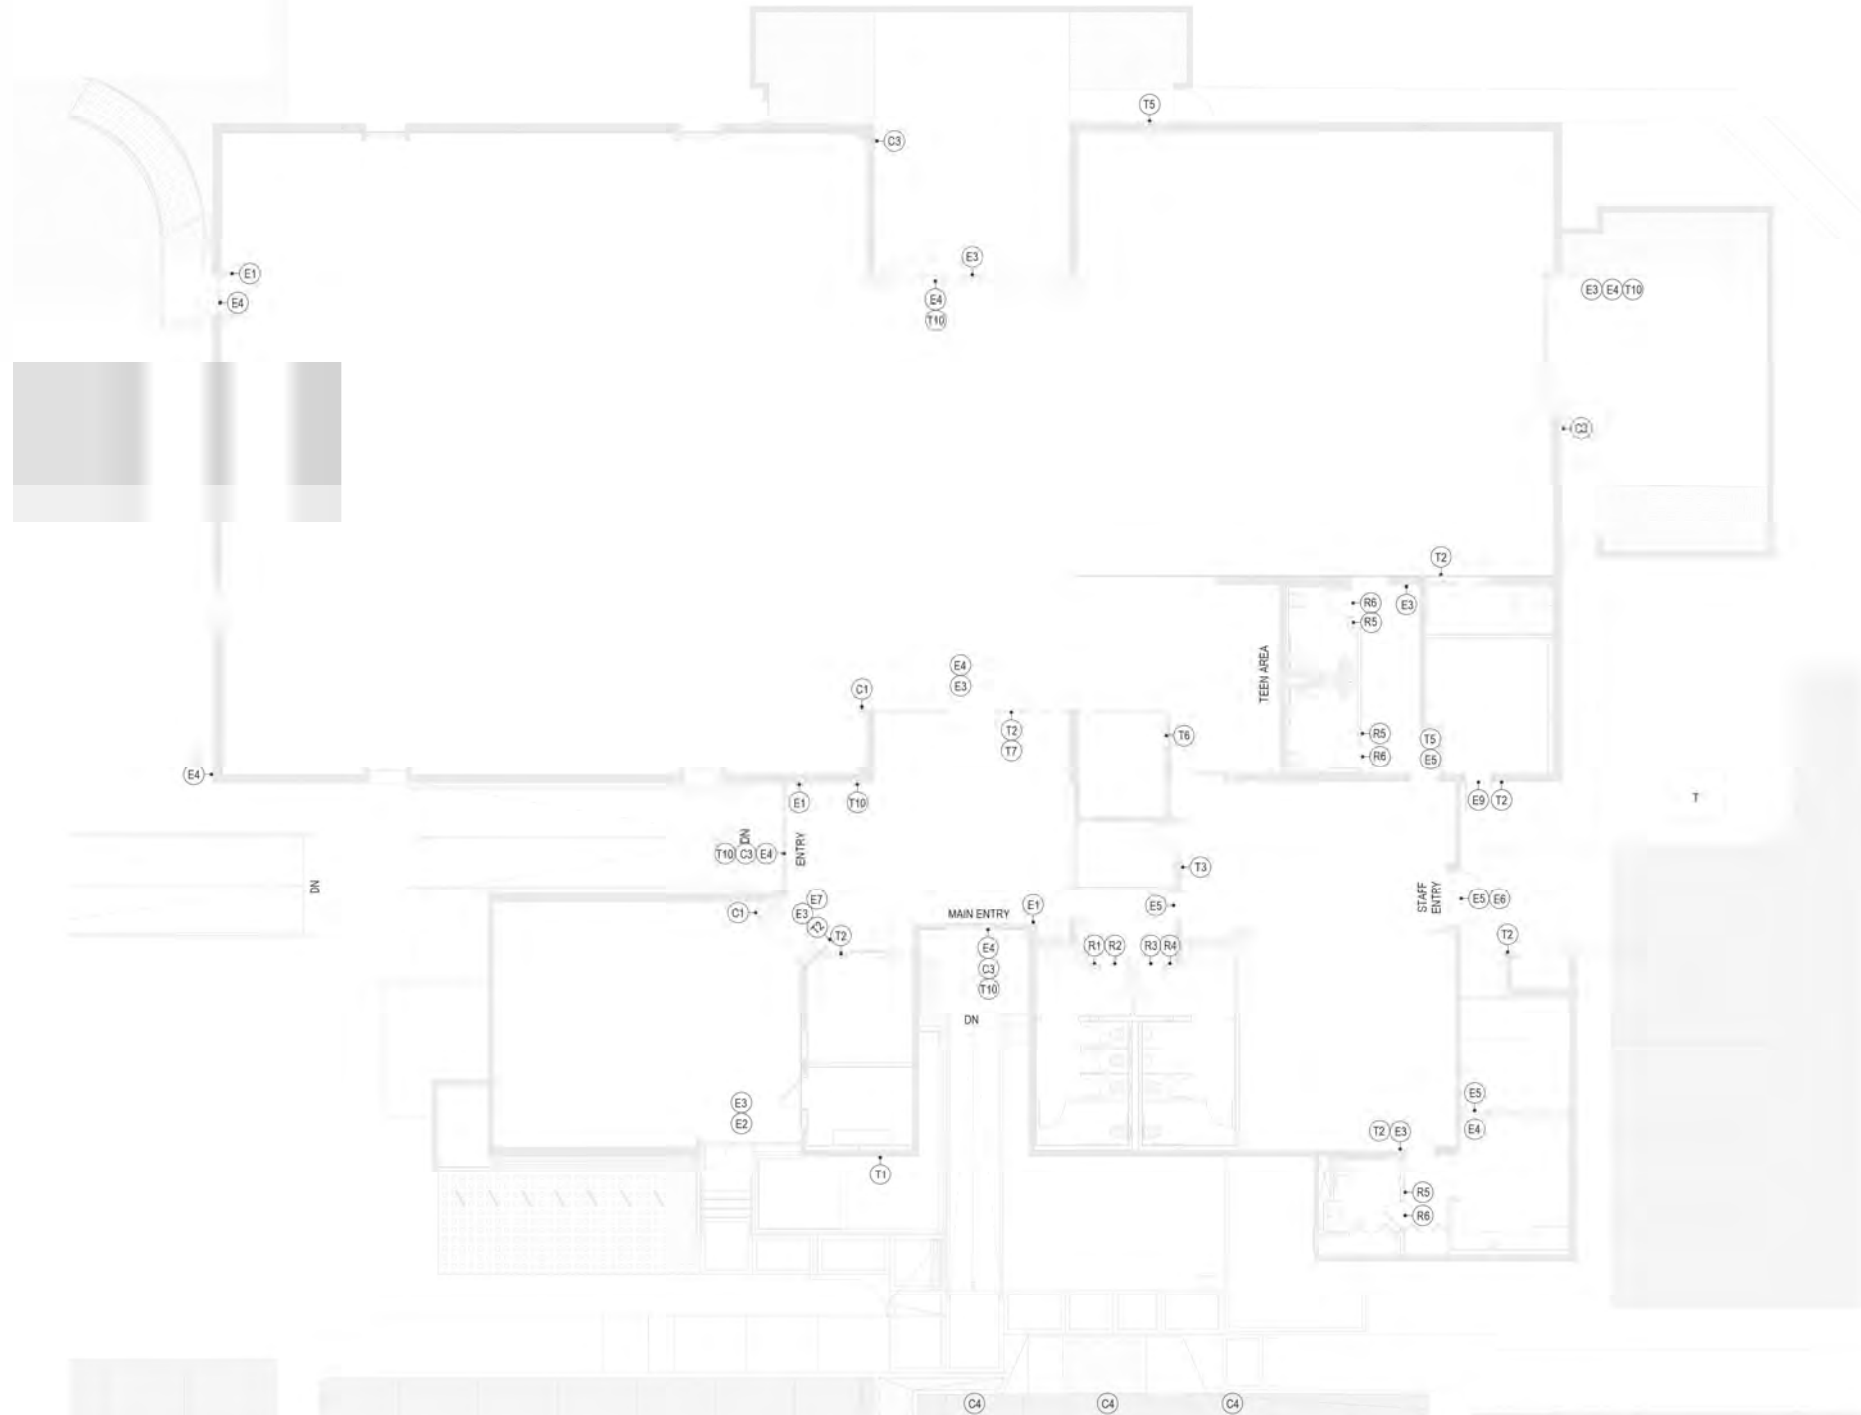 T5
C3
E3
E1
E4
E4
T10
E3 E4 T10
T2
R6
E3
R5
TEEN AREA
E4
E3
C1
T2
T7
T6
R5
R6
T5
E5
E4
E1
T10
E9 T2
T
DN
T10 C3 E4
ENTRY
T3
DN
E7
E3
T2
C1
T2
MAIN ENTRY
E1
E5
STAFF
ENTRY
E5 E6
E4
C3
T10
R1 R2
R3 R4
T2
DN
E3
E2
E5
E4
T2 E3
T1
R5
R6
C4
C4
C4